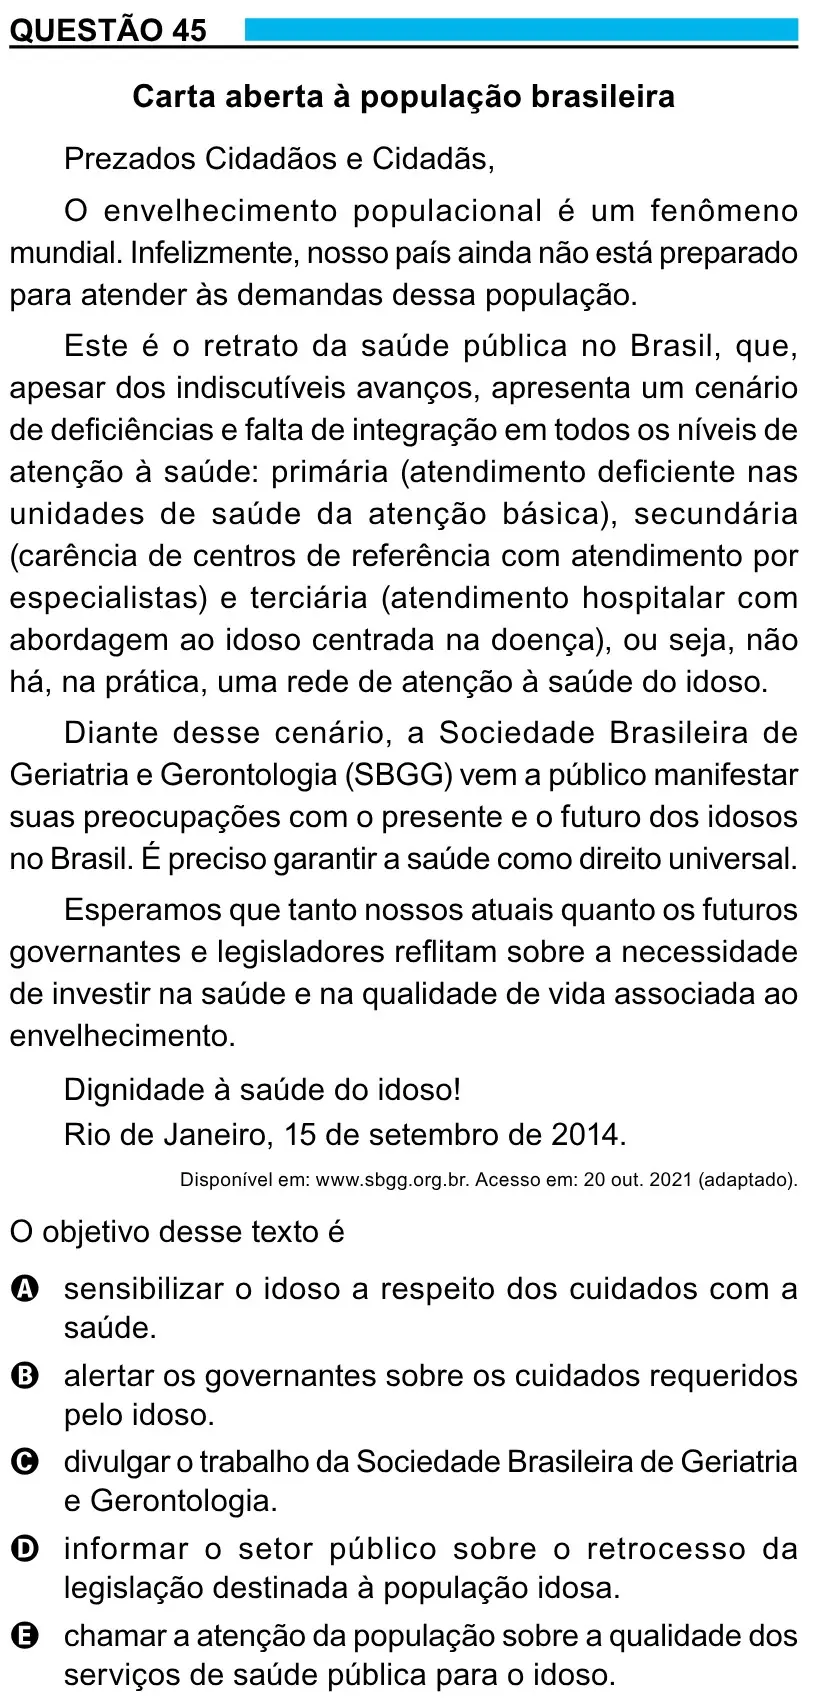 QUESTÃO 45
Carta aberta à população brasileira
Prezados Cidadãos e Cidadãs,
O envelhecimento populacional é um fenômeno
mundial. Infelizmente, nosso país ainda não está preparado
para atender às demandas dessa população.
Este é o retrato da saúde pública no Brasil, que,
apesar dos indiscutíveis avanços, apresenta um cenário
de deficiências e falta de integração em todos os níveis de
atenção à saúde: primária (atendimento deficiente nas
unidades de saúde da atenção básica), secundária
(carência de centros de referência com atendimento por
especialistas) e terciária (atendimento hospitalar com
abordagem ao idoso centrada na doença), ou seja, não
há, na prática, uma rede de atenção à saúde do idoso.
Diante desse cenário, a Sociedade Brasileira de
Geriatria e Gerontologia (SBGG) vem a público manifestar
suas preocupações com o presente e o futuro dos idosos
no Brasil. É preciso garantir a saúde como direito universal.
Esperamos que tanto nossos atuais quanto os futuros
governantes e legisladores reflitam sobre a necessidade
de investir na saúde e na qualidade de vida associada ao
envelhecimento.
Dignidade à saúde do idoso!
Rio de Janeiro, 15 de setembro de 2014.
Disponível em: www.sbgg.org.br. Acesso em: 20 out. 2021 (adaptado).
O objetivo desse texto é
A sensibilizar o idoso a respeito dos cuidados com a
saúde.
B alertar os governantes sobre os cuidados requeridos
pelo idoso.
C divulgar o trabalho da Sociedade Brasileira de Geriatria
e Gerontologia.
D informar o setor público sobre o retrocesso da
legislação destinada à população idosa.
E chamar a atenção da população sobre a qualidade dos
serviços de saúde pública para o idoso.